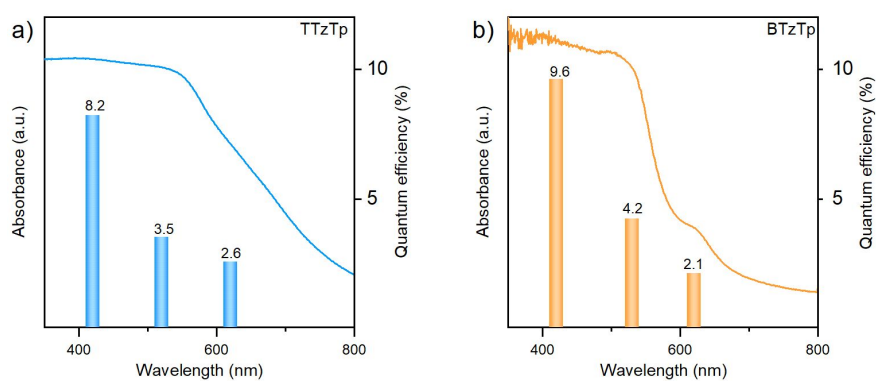 a)
TTzTp
8.2
3.5
2.6
10
5
Absorbance (a.u.)
Quantum efficiency (%)
400
600
800
Wavelength (nm)
b)
BTzTp
9.6
4.2
2.1
10
5
Absorbance (a.u.)
Quantum efficiency (%)
400
600
800
Wavelength (nm)